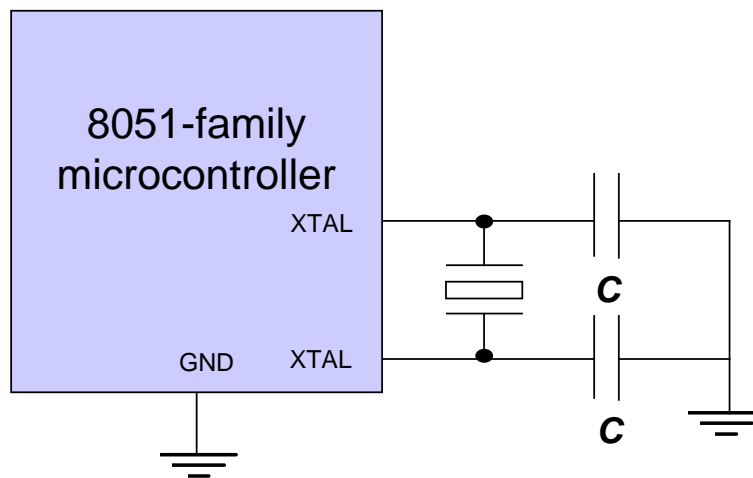 8051-family
microcontroller
XTAL
C
GND
XTAL
C